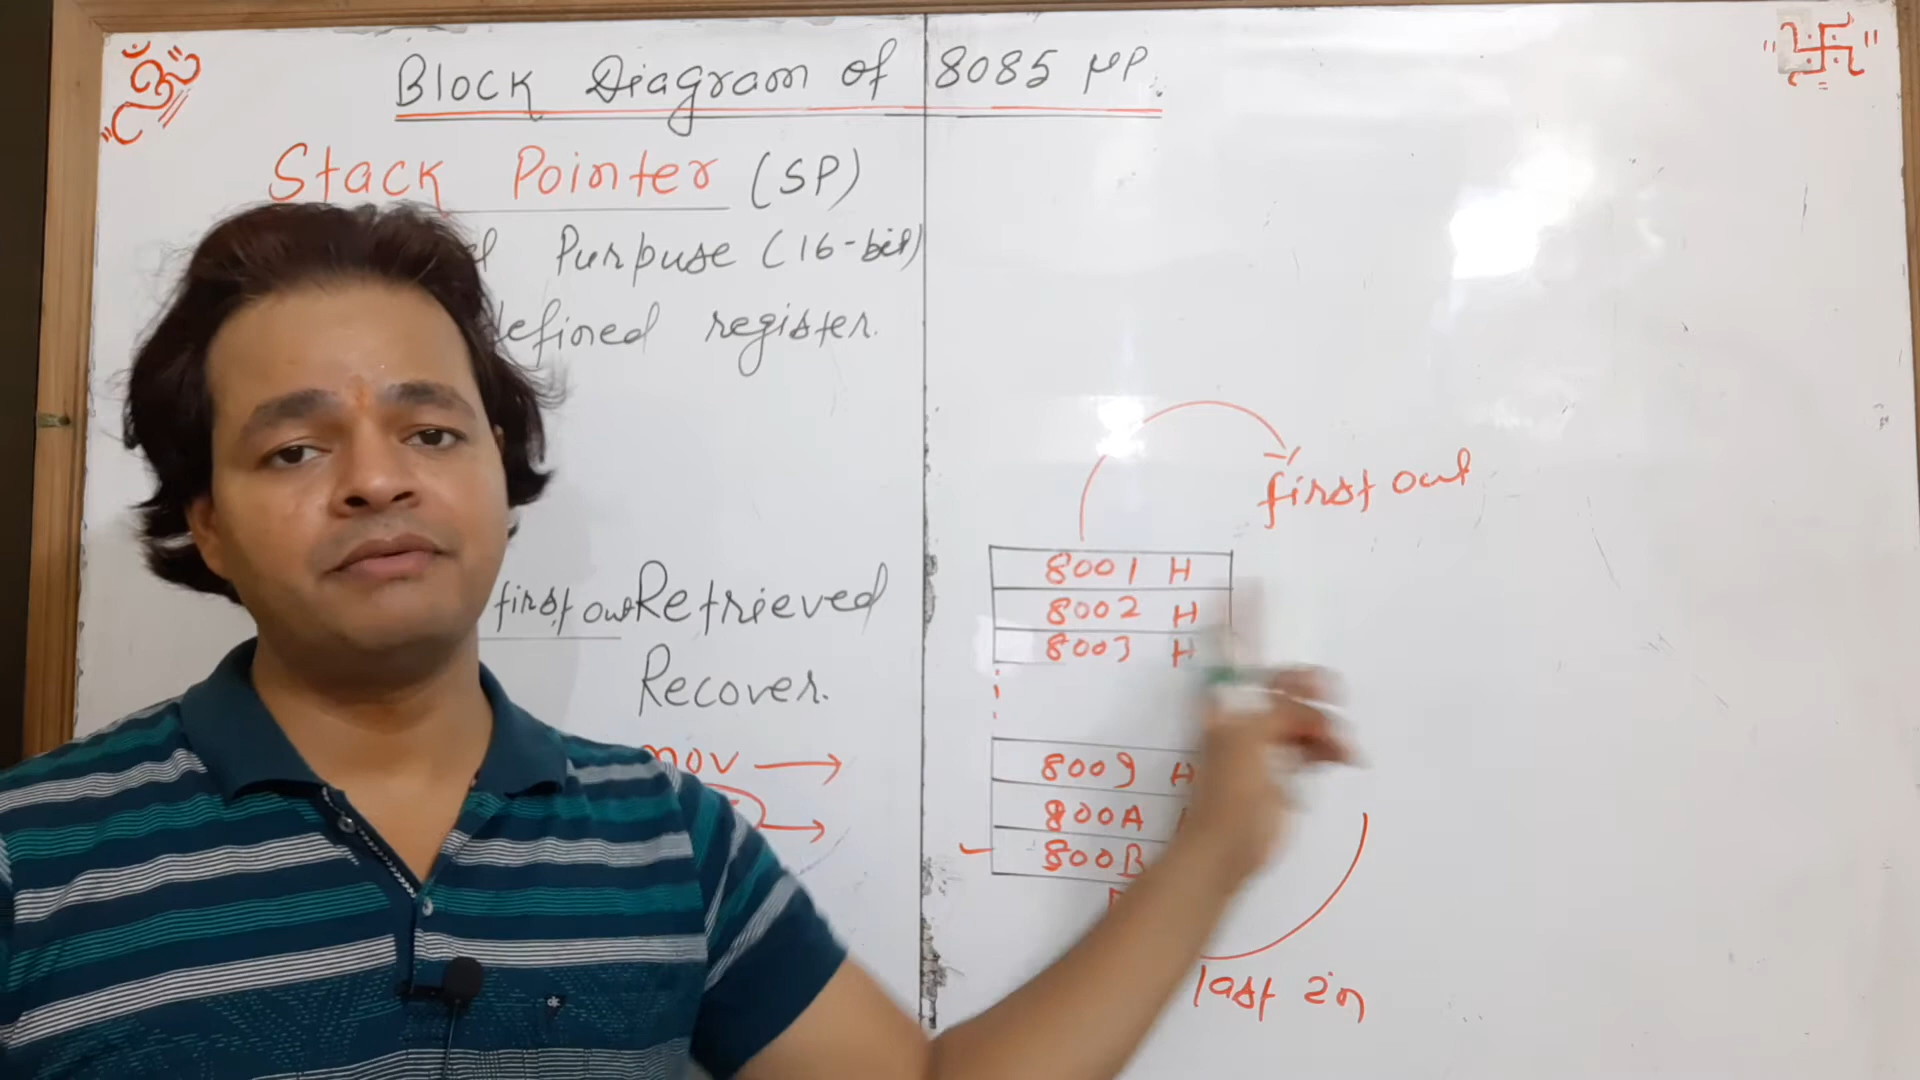 ॐ
Block Diagram of 8085 μP.
Stack Pointer (SP)
Purpuse (16-bit)
defined register.
first out Retrieved
Recover.
mov →
first out
8001 H
8002 H
8003 H
8009 H
800A
800B
last in